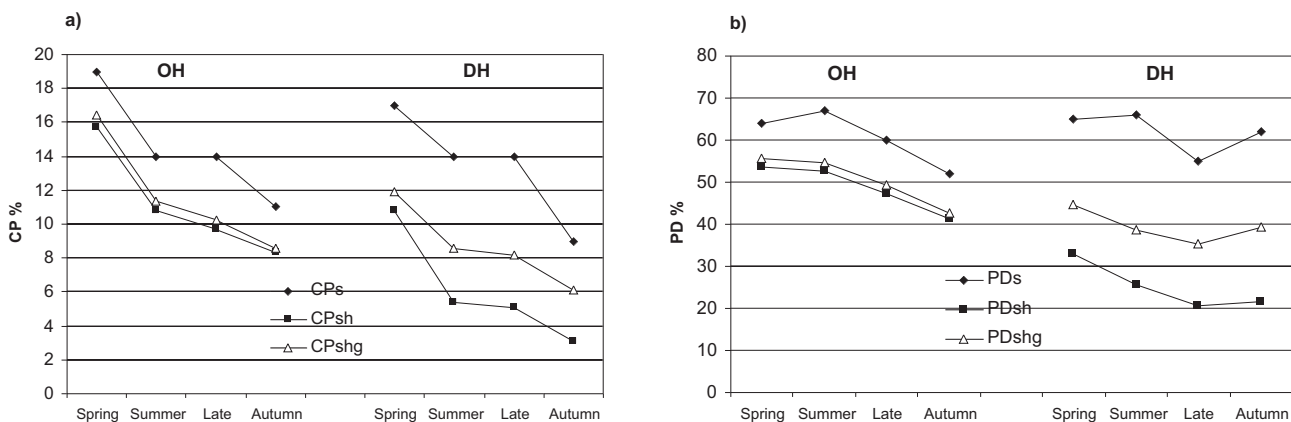 a)
CP %
20
18
16
14
12
10
8
6
4
2
0
OH
DH
CPs
CPsh
CPshg
Spring Summer Late Autumn Spring Summer Late Autumn
b)
PD %
80
70
60
50
40
30
20
10
0
OH
DH
PDs
PDsh
PDshg
Spring Summer Late Autumn Spring Summer Late Autumn